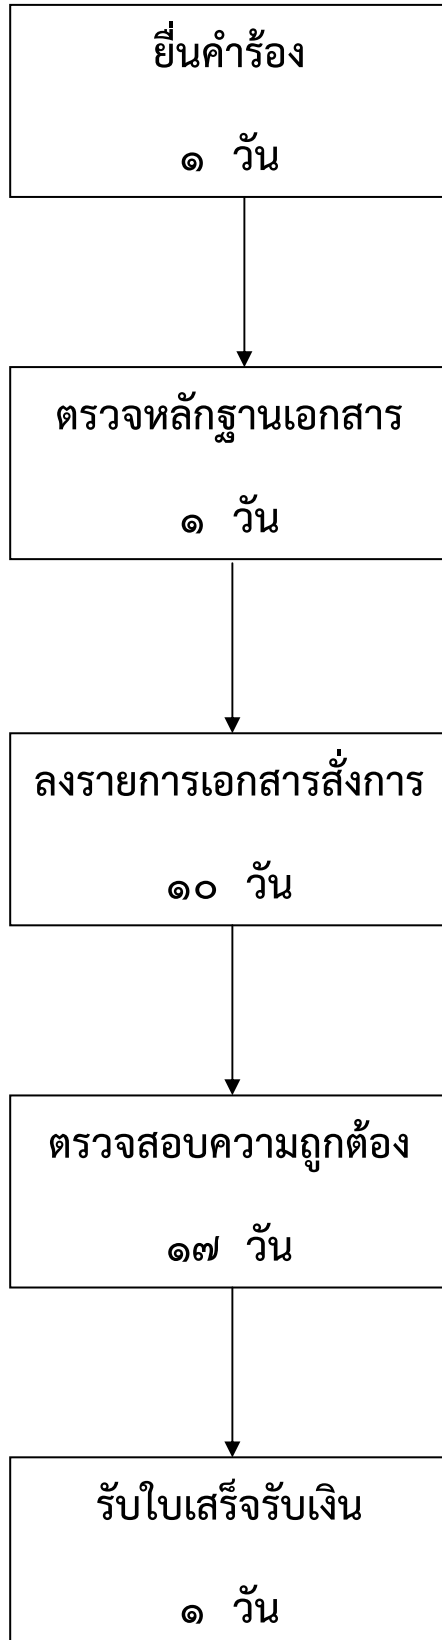 ยื่นคำร้อง
๑ วัน
ตรวจหลักฐานเอกสาร
๑ วัน
ลงรายการเอกสารสั่งการ
๑๐ วัน
ตรวจสอบความถูกต้อง
๑๗ วัน
รับใบเสร็จรับเงิน
๑ วัน